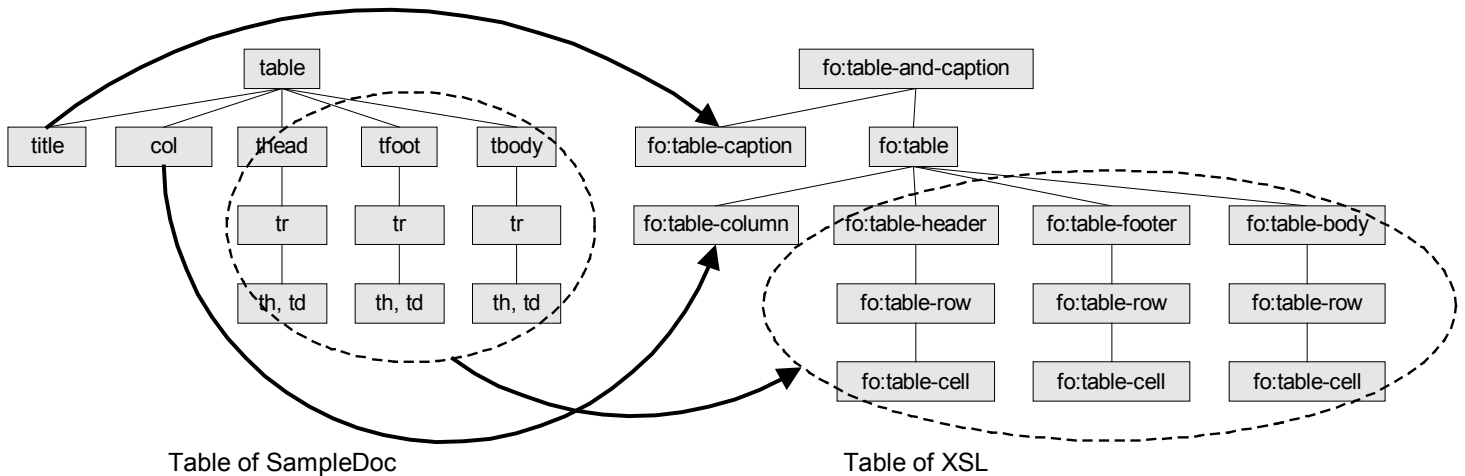 table
fo:table-and-caption
title
col
thead
tfoot
tbody
fo:table-caption
fo:table
tr
tr
tr
fo:table-column
fo:table-header
fo:table-footer
fo:table-body
th, td
th, td
th, td
fo:table-row
fo:table-row
fo:table-row
fo:table-cell
fo:table-cell
fo:table-cell
Table of SampleDoc
Table of XSL